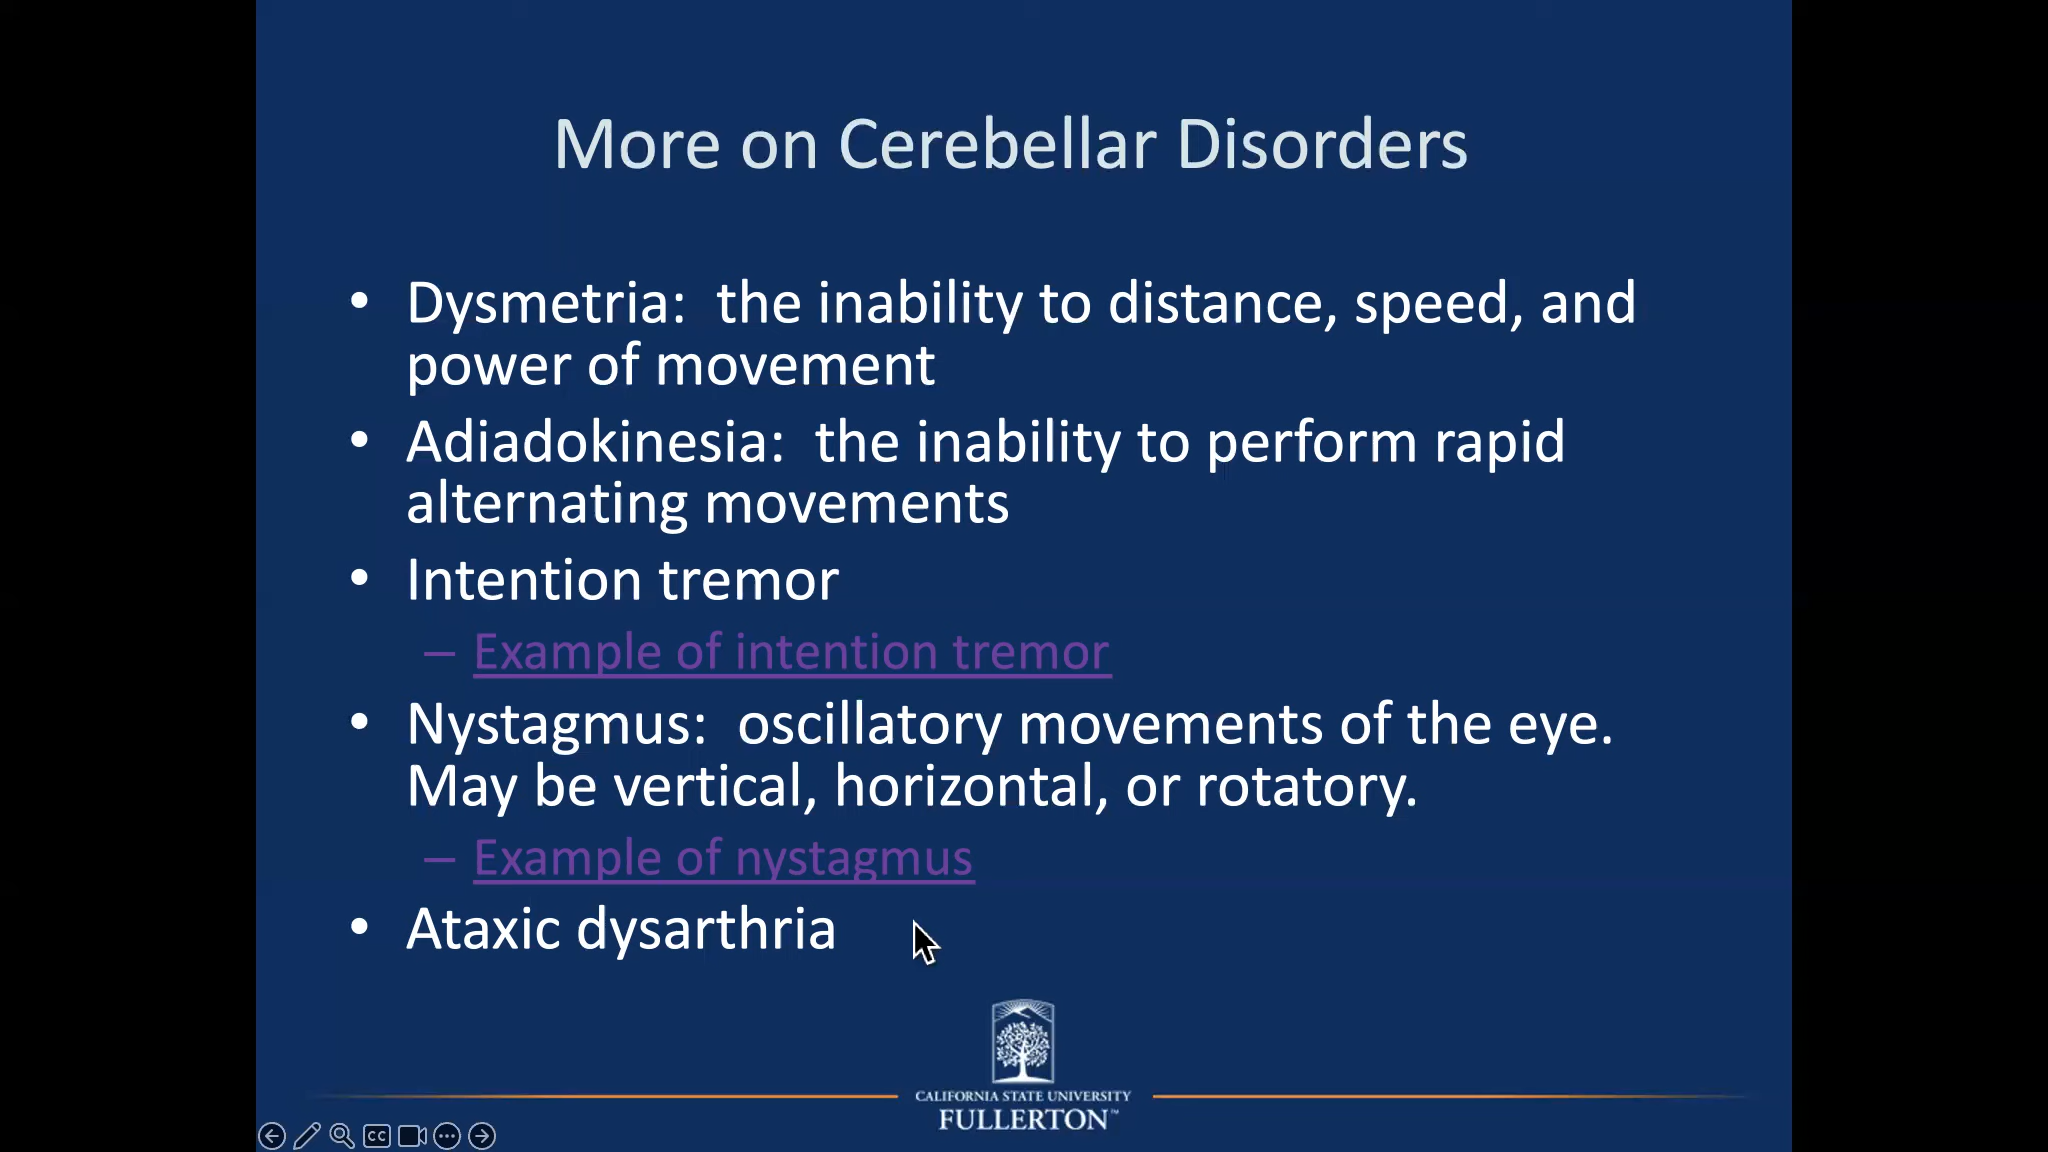 More on Cerebellar Disorders
• Dysmetria: the inability to distance, speed, and
power of movement
• Adiadokinesia: the inability to perform rapid
alternating movements
• Intention tremor
– Example of intention tremor
• Nystagmus: oscillatory movements of the eye.
May be vertical, horizontal, or rotatory.
– Example of nystagmus
• Ataxic dysarthria
CALIFORNIA STATE UNIVERSITY
FULLERTON™
CC